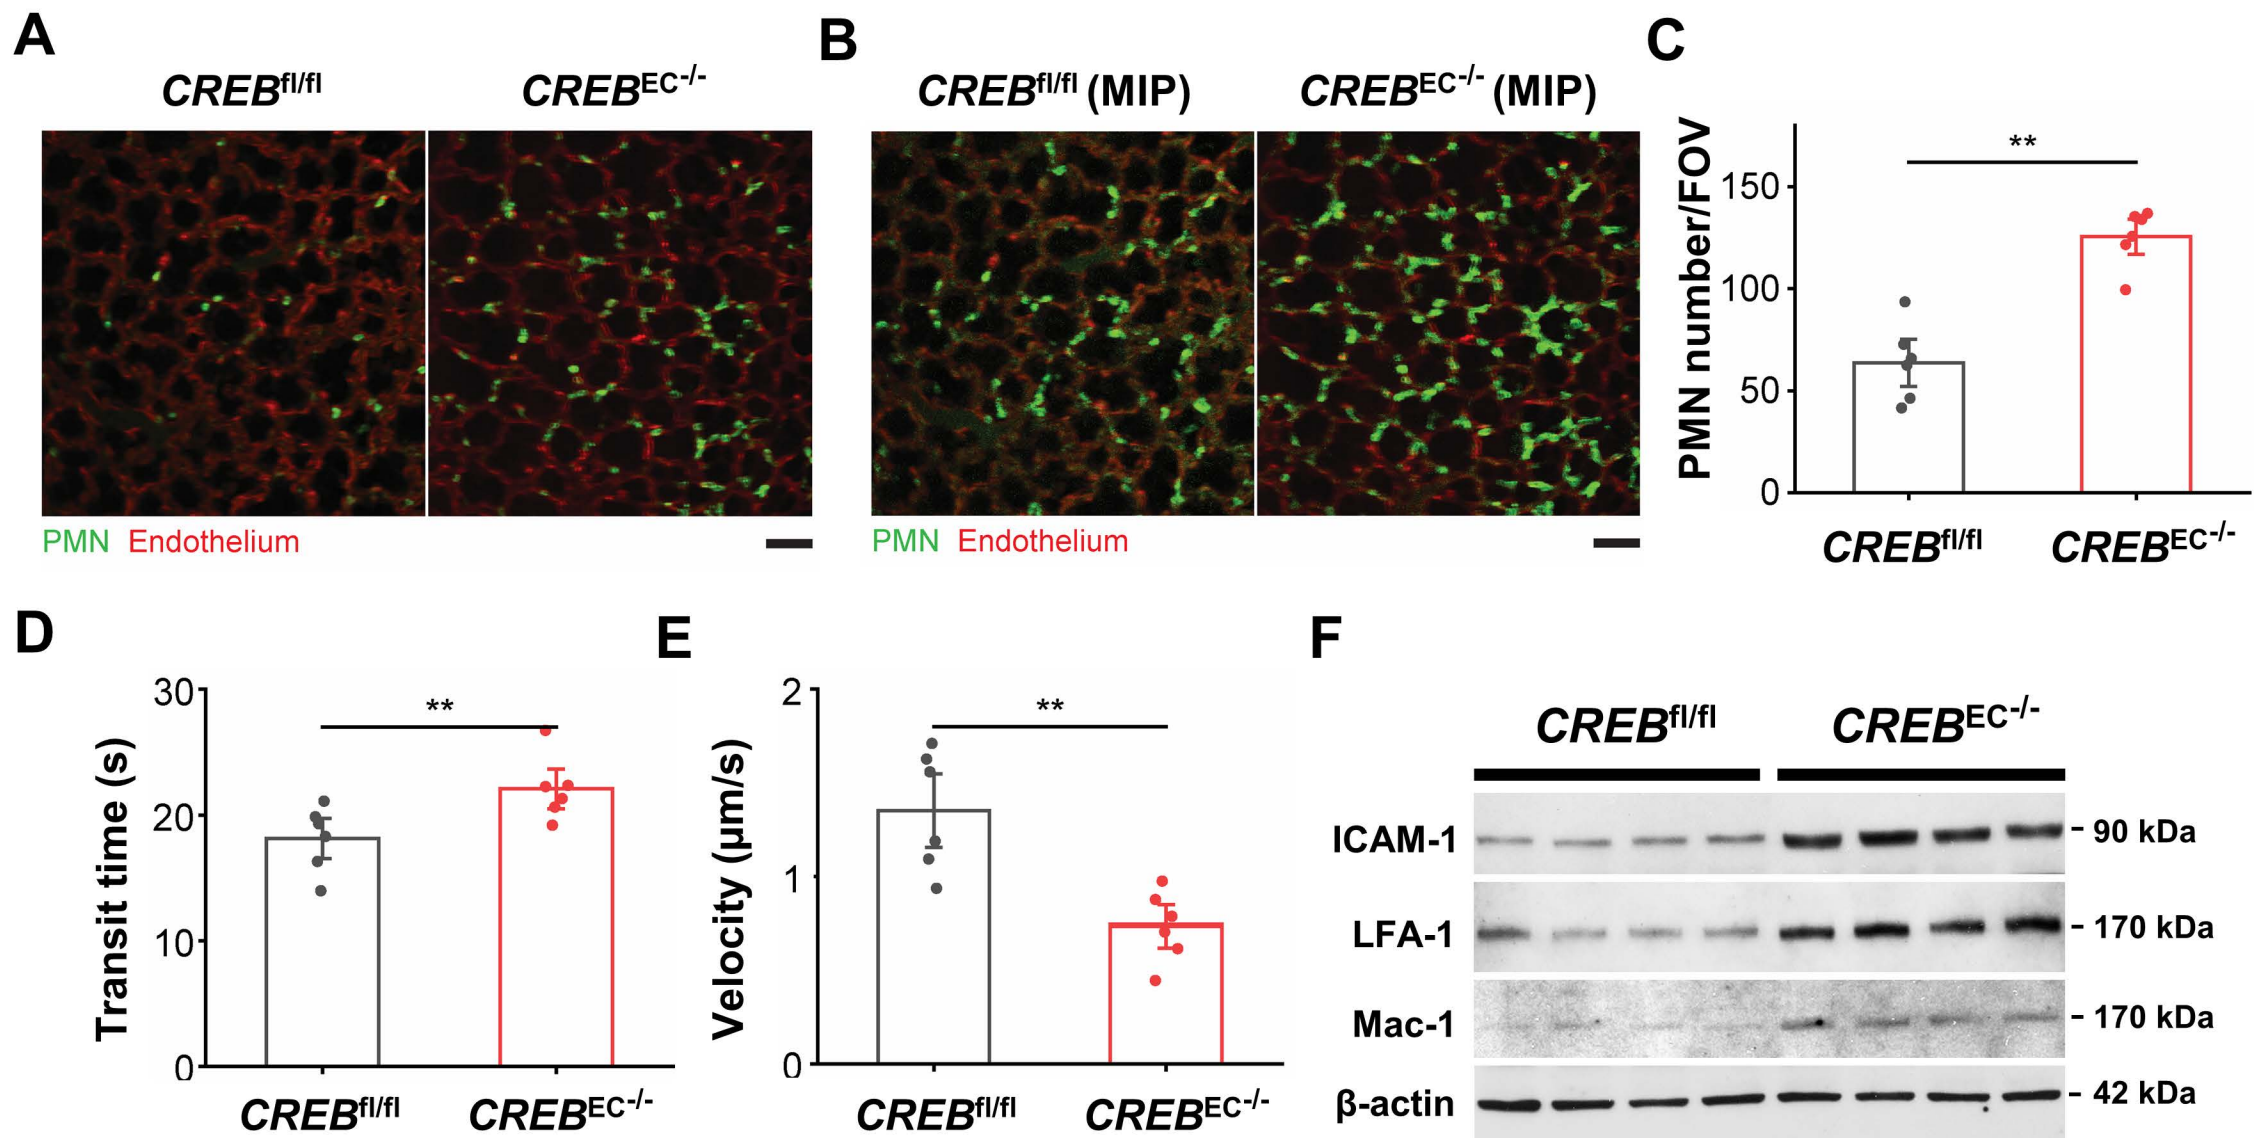 A
CREBfl/fl
CREBEC-/-
PMN Endothelium
B
CREBfl/fl (MIP)
CREBEC-/- (MIP)
PMN Endothelium
C
PMN number/FOV
150
100
50
0
**
CREBfl/fl
CREBEC-/-
D
Transit time (s)
30
20
10
0
**
CREBfl/fl
CREBEC-/-
E
Velocity (µm/s)
2
1
0
**
CREBfl/fl
CREBEC-/-
F
CREBfl/fl
CREBEC-/-
ICAM-1
- 90 kDa
LFA-1
- 170 kDa
Mac-1
- 170 kDa
β-actin
- 42 kDa